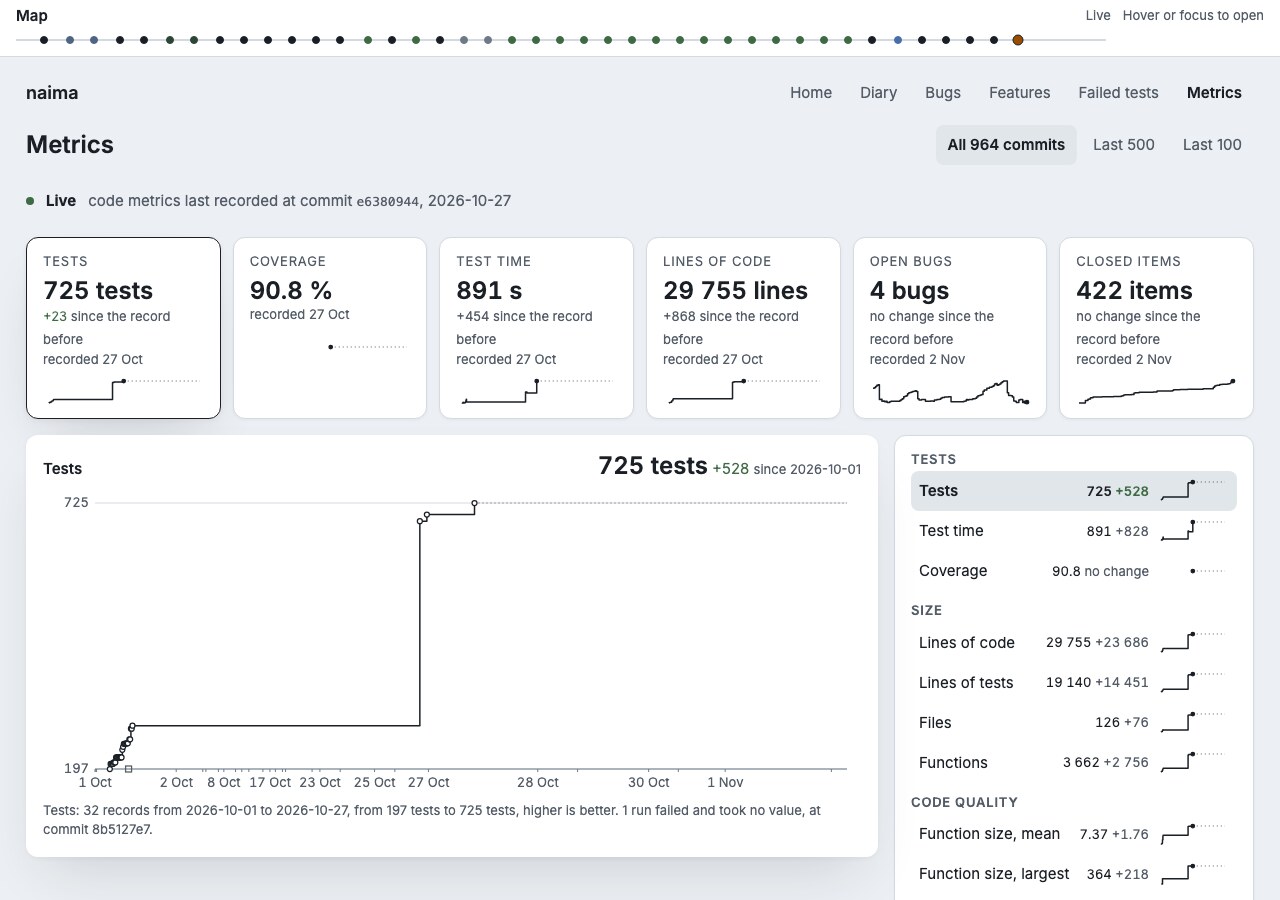 Map
Live Hover or focus to open
naima
Home Diary Bugs Features Failed tests Metrics
Metrics
All 964 commits Last 500 Last 100
Live code metrics last recorded at commit e6380944, 2026-10-27
TESTS
725 tests
+23 since the record
before
recorded 27 Oct
COVERAGE
90.8 %
recorded 27 Oct
TEST TIME
891 s
+454 since the record
before
recorded 27 Oct
LINES OF CODE
29 755 lines
+868 since the record
before
recorded 27 Oct
OPEN BUGS
4 bugs
no change since the
record before
recorded 2 Nov
CLOSED ITEMS
422 items
no change since the
record before
recorded 2 Nov
Tests
725 tests +528 since 2026-10-01
725
197
1 Oct 2 Oct 8 Oct 17 Oct 23 Oct 25 Oct 27 Oct 28 Oct 30 Oct 1 Nov
Tests: 32 records from 2026-10-01 to 2026-10-27, from 197 tests to 725 tests, higher is better. 1 run failed and took no value, at
commit 8b5127e7.
TESTS
Tests 725 +528
Test time 891 +828
Coverage 90.8 no change
SIZE
Lines of code 29 755 +23 686
Lines of tests 19 140 +14 451
Files 126 +76
Functions 3 662 +2 756
CODE QUALITY
Function size, mean 7.37 +1.76
Function size, largest 364 +218